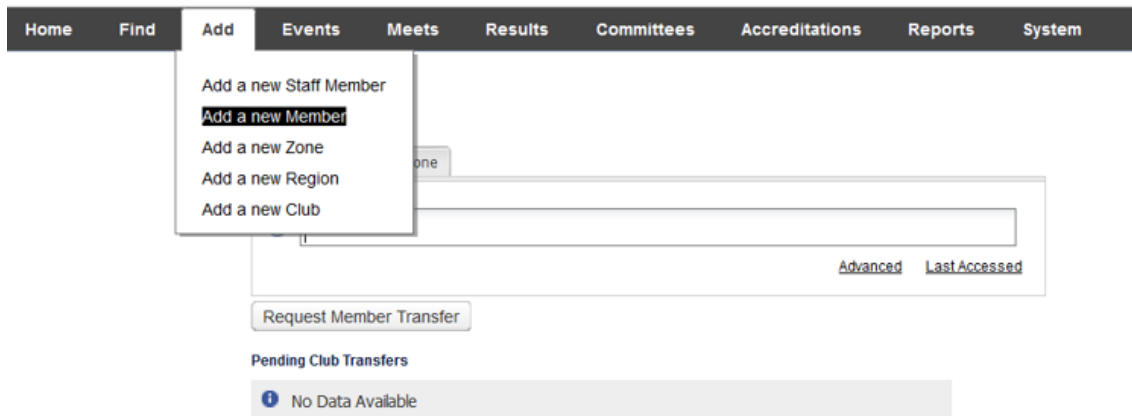 Home Find Add Events Meets Results Committees Accreditations Reports System
Add a new Staff Member
Add a new Member
Add a new Zone
Add a new Region
Add a new Club
Advanced Last Accessed
Request Member Transfer
Pending Club Transfers
No Data Available